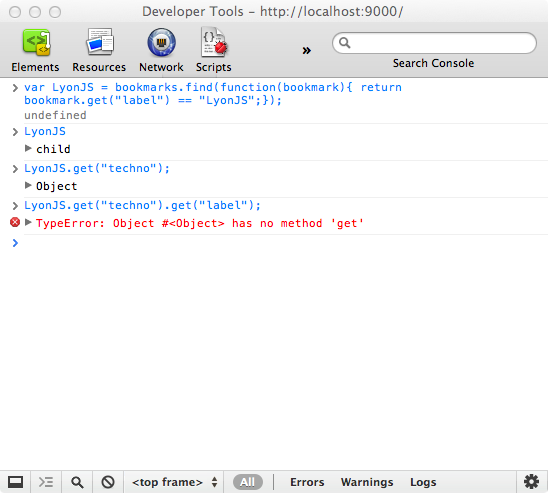 Developer Tools – http://localhost:9000/
Elements Resources Network Scripts » Search Console
> var LyonJS = bookmarks.find(function(bookmark){ return
bookmark.get("label") == "LyonJS";});
undefined
> LyonJS
▶ child
> LyonJS.get("techno");
▶ Object
> LyonJS.get("techno").get("label");
▶ TypeError: Object #<Object> has no method 'get'
>
<top frame> All Errors Warnings Logs